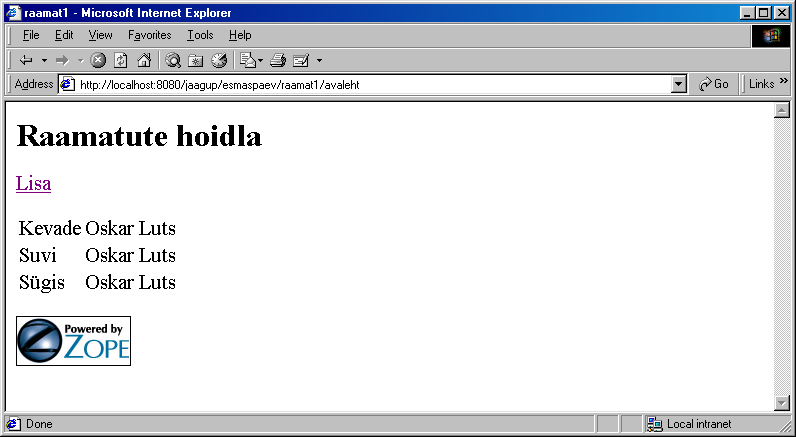 raamat1 - Microsoft Internet Explorer
File Edit View Favorites Tools Help
Address http://localhost:8080/jaagup/esmaspaev/raamat1/avaleht Go Links »
Raamatute hoidla
Lisa
Kevade Oskar Luts
Suvi Oskar Luts
Sügis Oskar Luts
Powered by
ZOPE
Done Local intranet